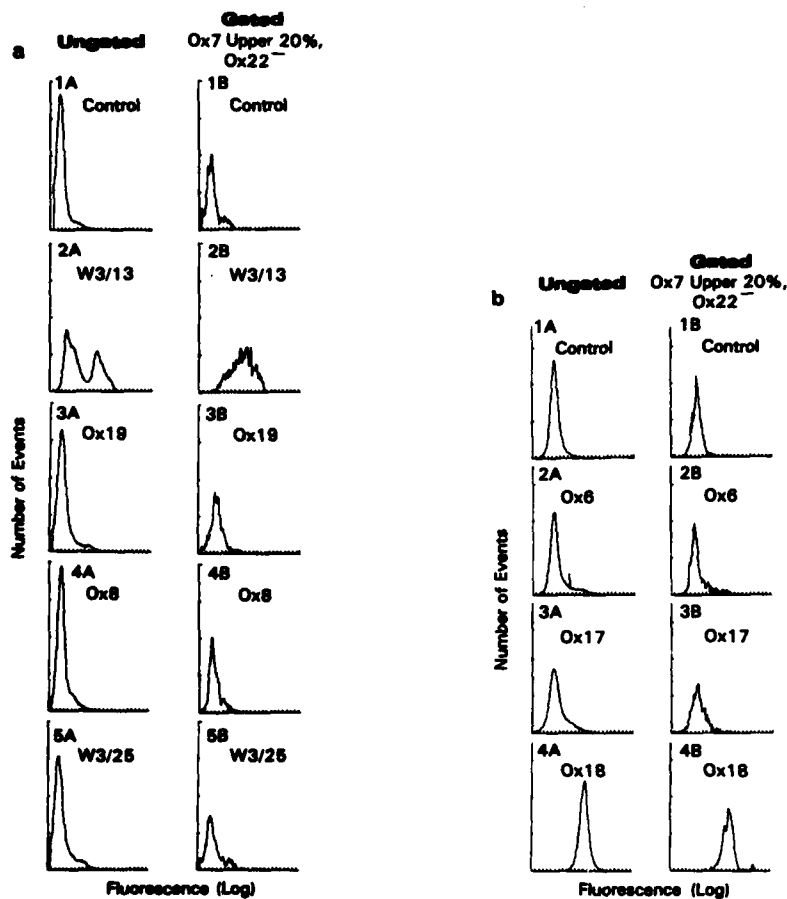 a
Ungated
Gated
Ox7 Upper 20%,
Ox22⁻
1A
Control
1B
Control
2A
W3/13
2B
W3/13
3A
Ox19
3B
Ox19
4A
Ox8
4B
Ox8
5A
W3/25
5B
W3/25
Number of Events
Fluorescence (Log)
b
Ungated
Gated
Ox7 Upper 20%,
Ox22⁻
1A
Control
1B
Control
2A
Ox6
2B
Ox6
3A
Ox17
3B
Ox17
4A
Ox18
4B
Ox18
Number of Events
Fluorescence (Log)